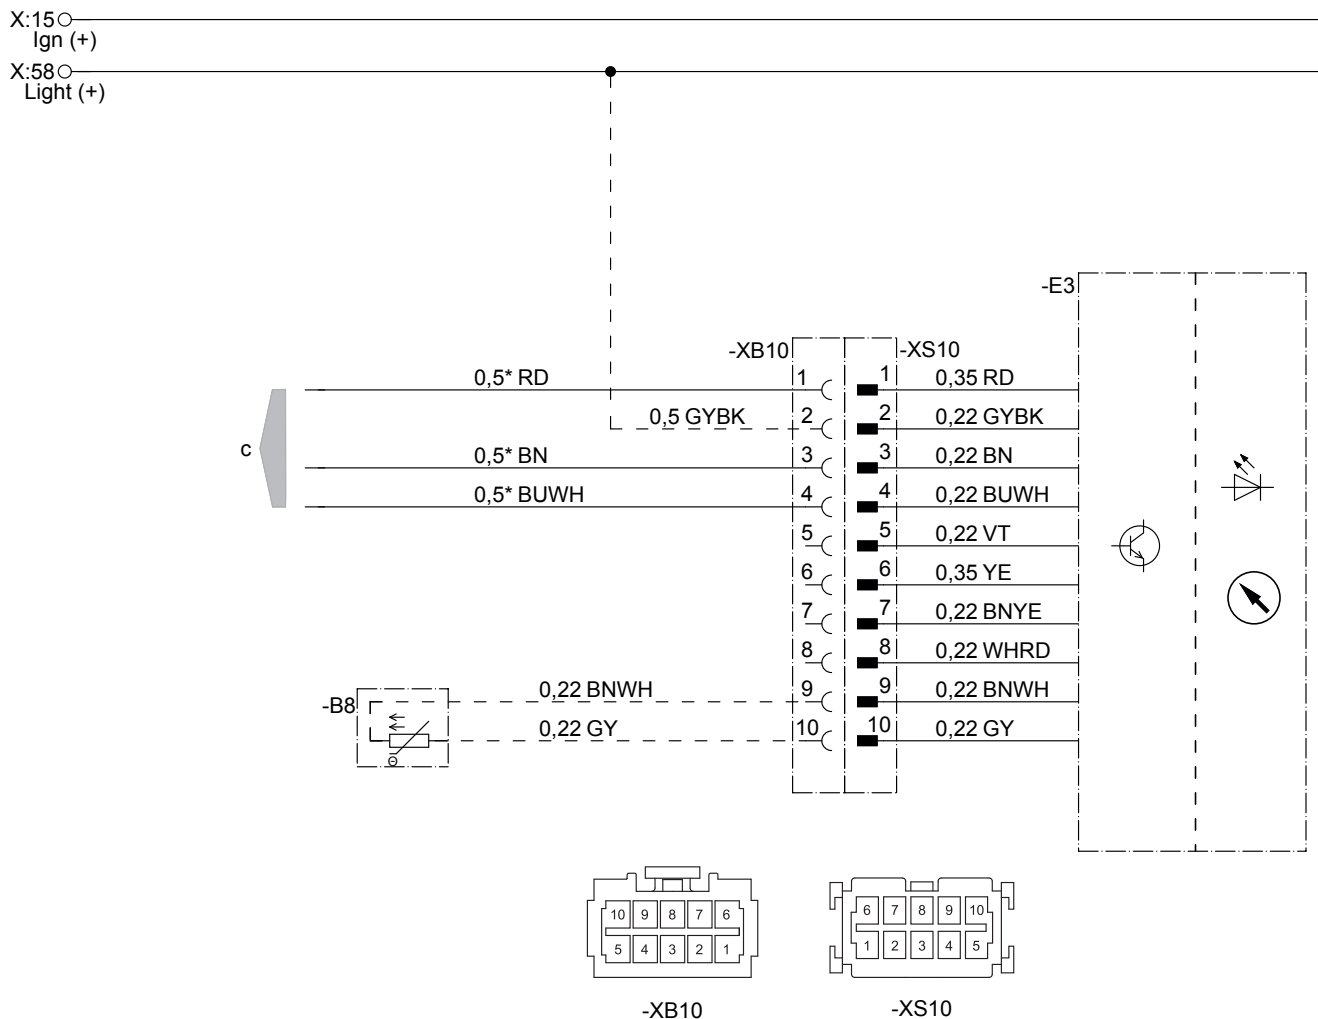 X:15
Ign (+)
X:58
Light (+)
-E3
-XB10 -XS10
0,5* RD 1 1 0,35 RD
0,5 GYBK 2 2 0,22 GYBK
c
0,5* BN 3 3 0,22 BN
0,5* BUWH 4 4 0,22 BUWH
5 5 0,22 VT
6 6 0,35 YE
7 7 0,22 BNYE
8 8 0,22 WHRD
-B8 0,22 BNWH 9 9 0,22 BNWH
0,22 GY 10 10 0,22 GY
Θ
10 9 8 7 6
5 4 3 2 1
-XB10
6 7 8 9 10
1 2 3 4 5
-XS10